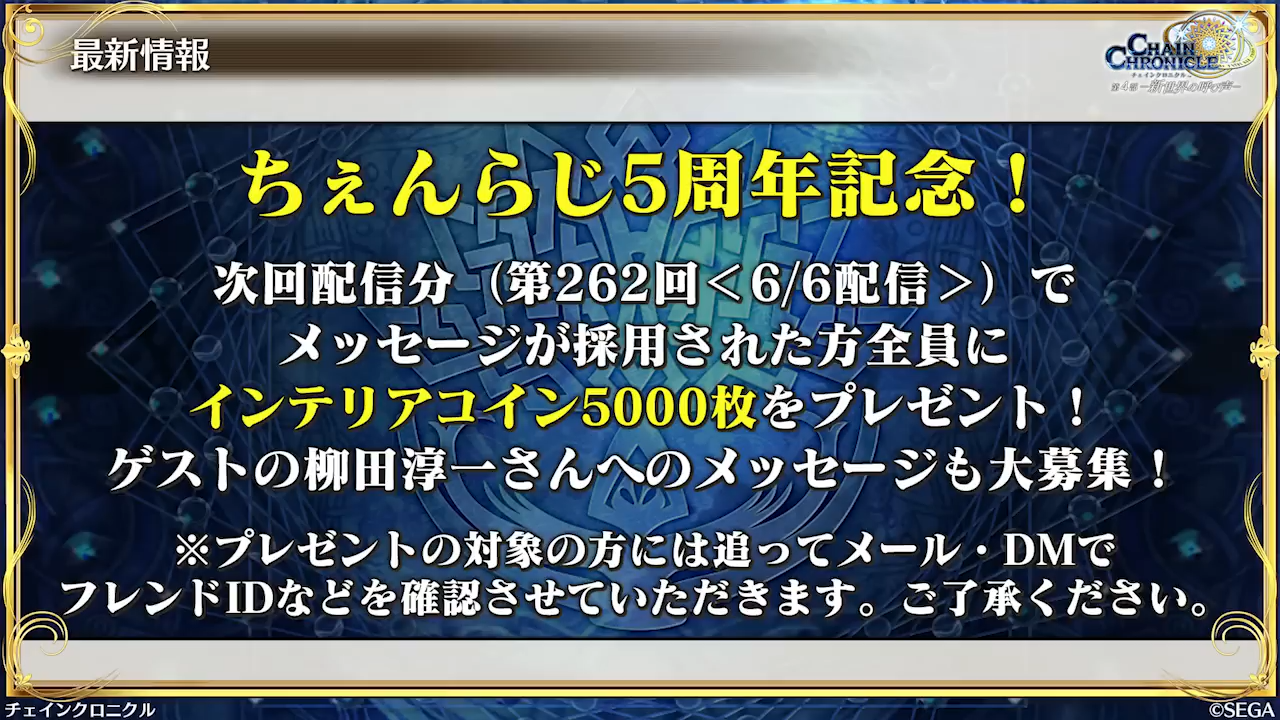 最新情報
CHAIN
CHRONICLE
チェインクロニクル
第4部 ー新世界の呼び声ー
ちぇんらじ5周年記念！
次回配信分（第262回＜6/6配信＞）で
メッセージが採用された方全員に
インテリアコイン5000枚をプレゼント！
ゲストの柳田淳一さんへのメッセージも大募集！
※プレゼントの対象の方には追ってメール・DMで
フレンドIDなどを確認させていただきます。ご了承ください。
チェインクロニクル
©SEGA